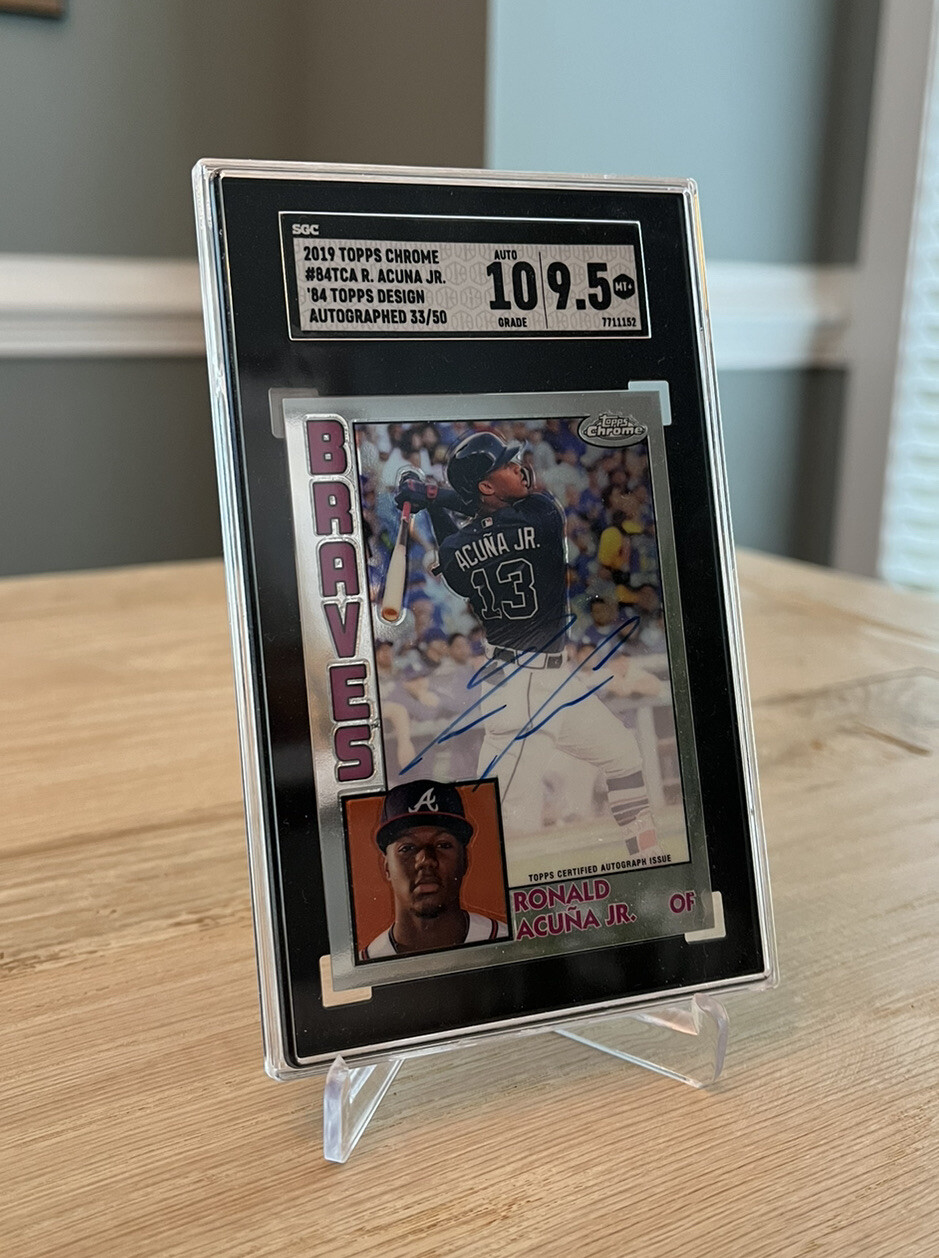 SGC
2019 TOPPS CHROME
#84TCA R. ACUNA JR.
'84 TOPPS DESIGN
AUTOGRAPHED 33/50
AUTO
10
GRADE
9.5
MT+
7711152
BRAVES
Topps
Chrome
ACUÑA JR.
13
A
TOPPS CERTIFIED AUTOGRAPH ISSUE
RONALD
ACUÑA JR.
OF